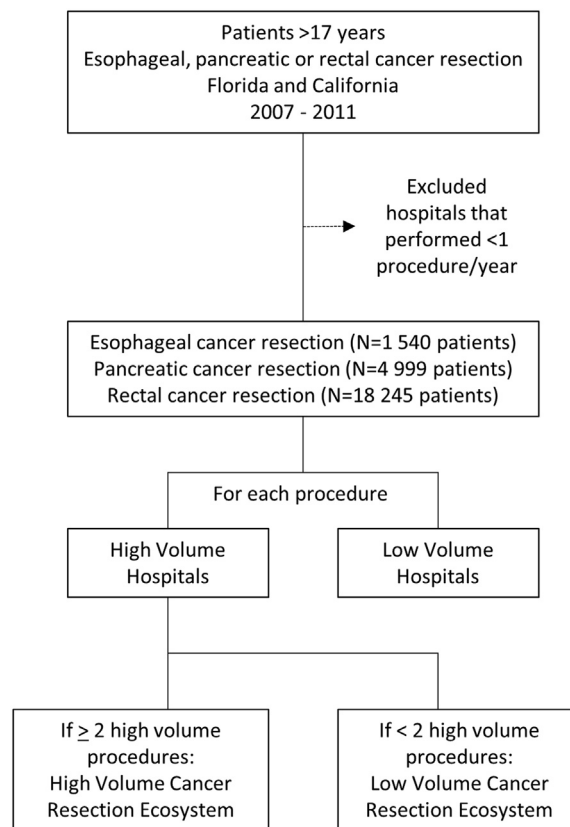 Patients >17 years
Esophageal, pancreatic or rectal cancer resection
Florida and California
2007 - 2011
Excluded
hospitals that
performed <1
procedure/year
Esophageal cancer resection (N=1 540 patients)
Pancreatic cancer resection (N=4 999 patients)
Rectal cancer resection (N=18 245 patients)
For each procedure
High Volume
Hospitals
Low Volume
Hospitals
If ≥ 2 high volume
procedures:
High Volume Cancer
Resection Ecosystem
If < 2 high volume
procedures:
Low Volume Cancer
Resection Ecosystem